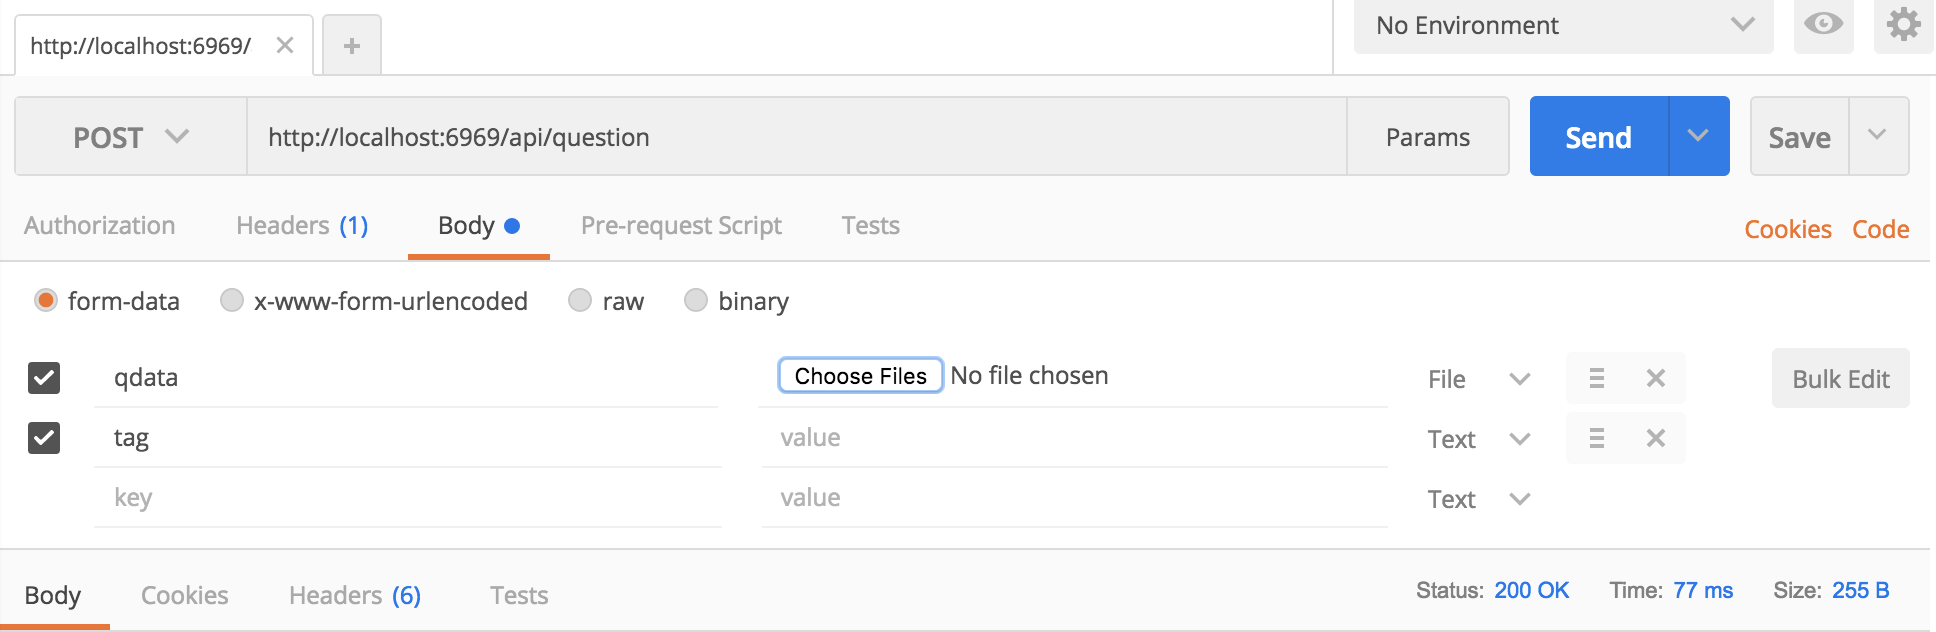 http://localhost:6969/
No Environment
POST http://localhost:6969/api/question Params Send Save
Authorization Headers (1) Body Pre-request Script Tests Cookies Code
form-data x-www-form-urlencoded raw binary
qdata Choose Files No file chosen File Bulk Edit
tag value Text
key value Text
Body Cookies Headers (6) Tests Status: 200 OK Time: 77 ms Size: 255 B